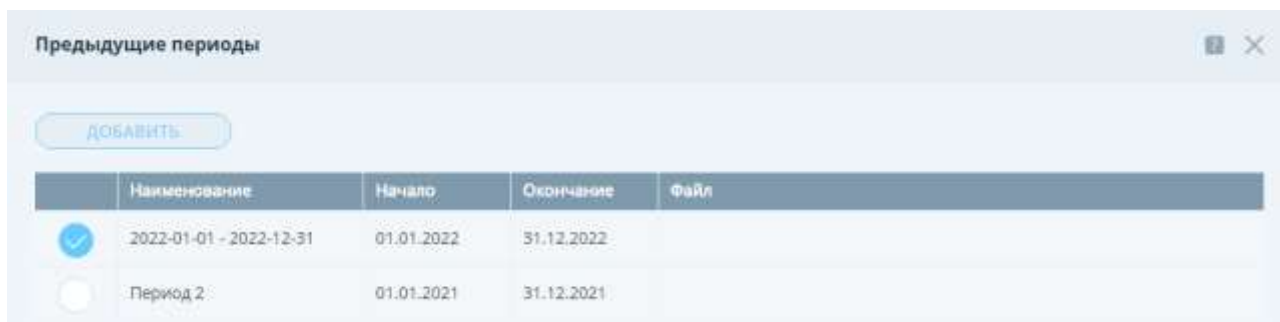 Предыдущие периоды
ДОБАВИТЬ
Наименование Начало Окончание Файл
2022-01-01 - 2022-12-31 01.01.2022 31.12.2022
Период 2 01.01.2021 31.12.2021